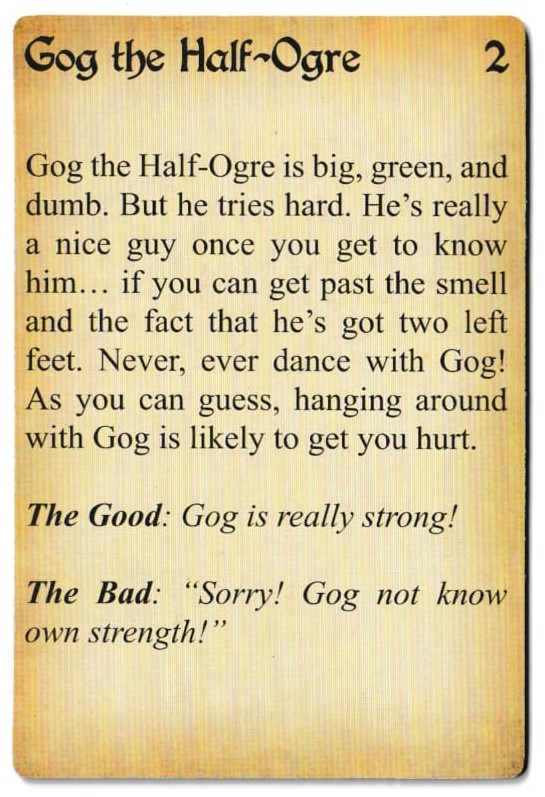 Gog the Half~Ogre 2
Gog the Half-Ogre is big, green, and
dumb. But he tries hard. He's really
a nice guy once you get to know
him… if you can get past the smell
and the fact that he's got two left
feet. Never, ever dance with Gog!
As you can guess, hanging around
with Gog is likely to get you hurt.
The Good: Gog is really strong!
The Bad: “Sorry! Gog not know
own strength!”